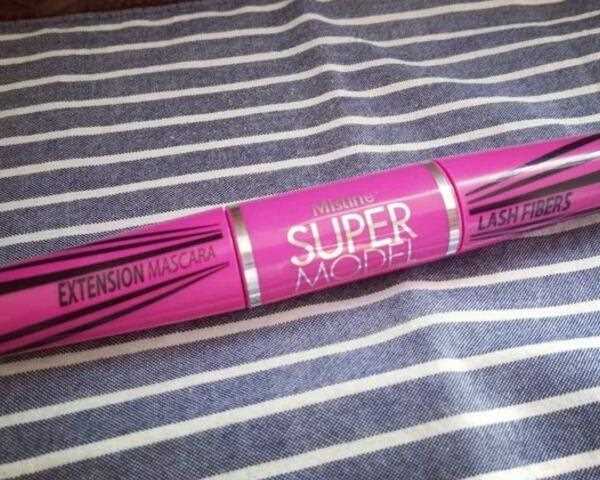 EXTENSION MASCARA
Mistine
SUPER
MODEL
LASH FIBERS